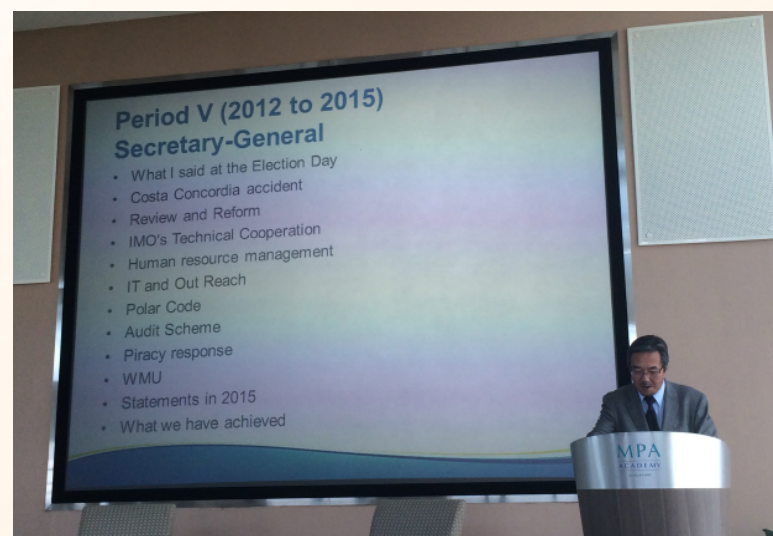 Period V (2012 to 2015)
Secretary-General
• What I said at the Election Day
• Costa Concordia accident
• Review and Reform
• IMO's Technical Cooperation
• Human resource management
• IT and Out Reach
• Polar Code
• Audit Scheme
• Piracy response
• WMU
• Statements in 2015
• What we have achieved
MPA
ACADEMY